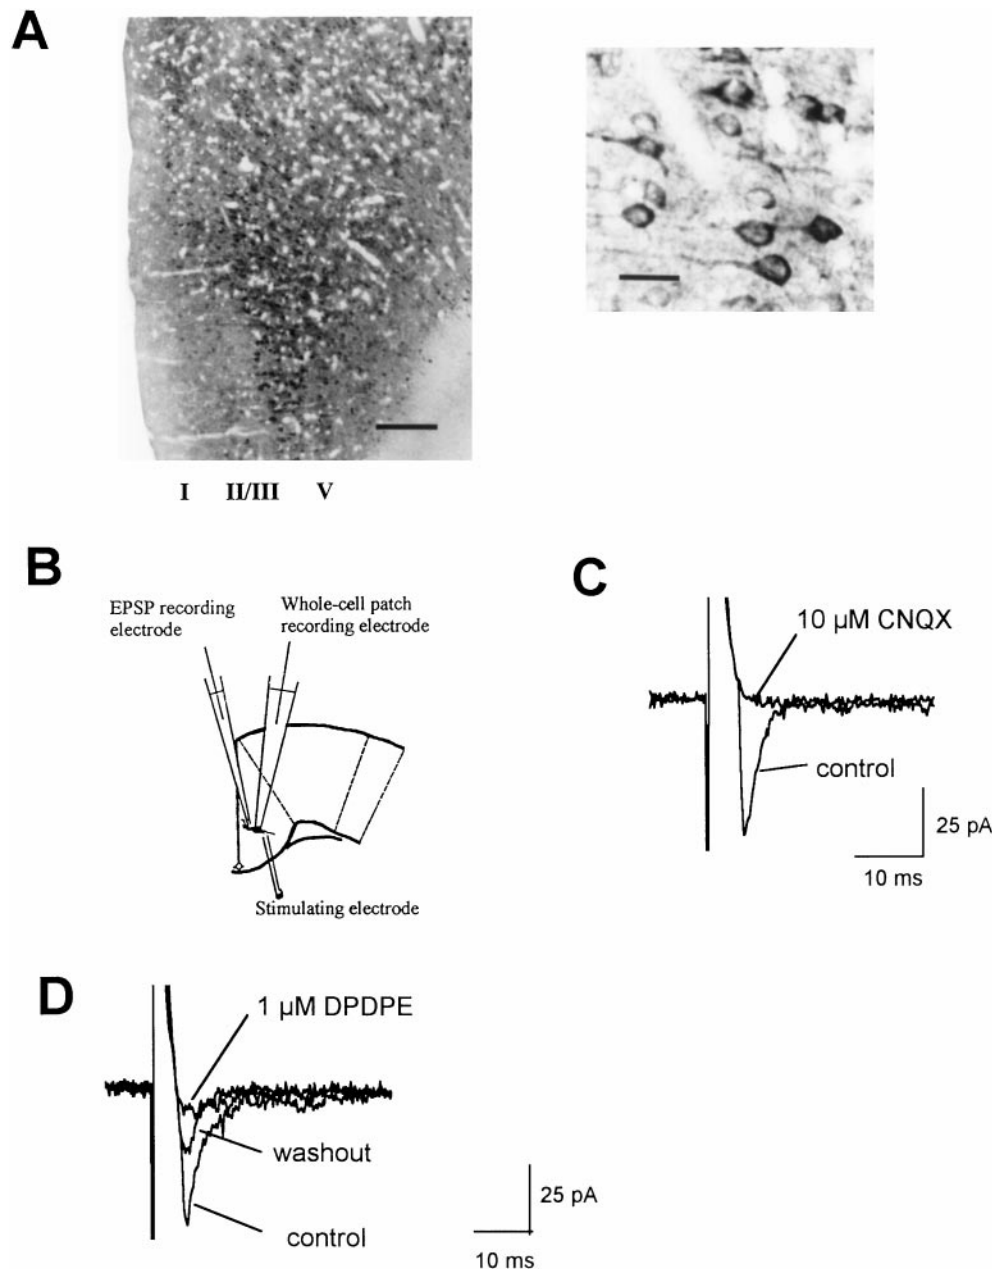 A
I II/III V
B
EPSP recording
electrode
Whole-cell patch
recording electrode
Stimulating electrode
C
10 µM CNQX
control
25 pA
10 ms
D
1 µM DPDPE
washout
control
25 pA
10 ms